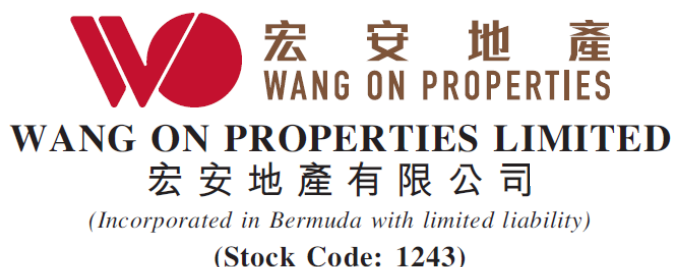 宏安地產
WANG ON PROPERTIES
WANG ON PROPERTIES LIMITED
宏安地產有限公司
(Incorporated in Bermuda with limited liability)
(Stock Code: 1243)